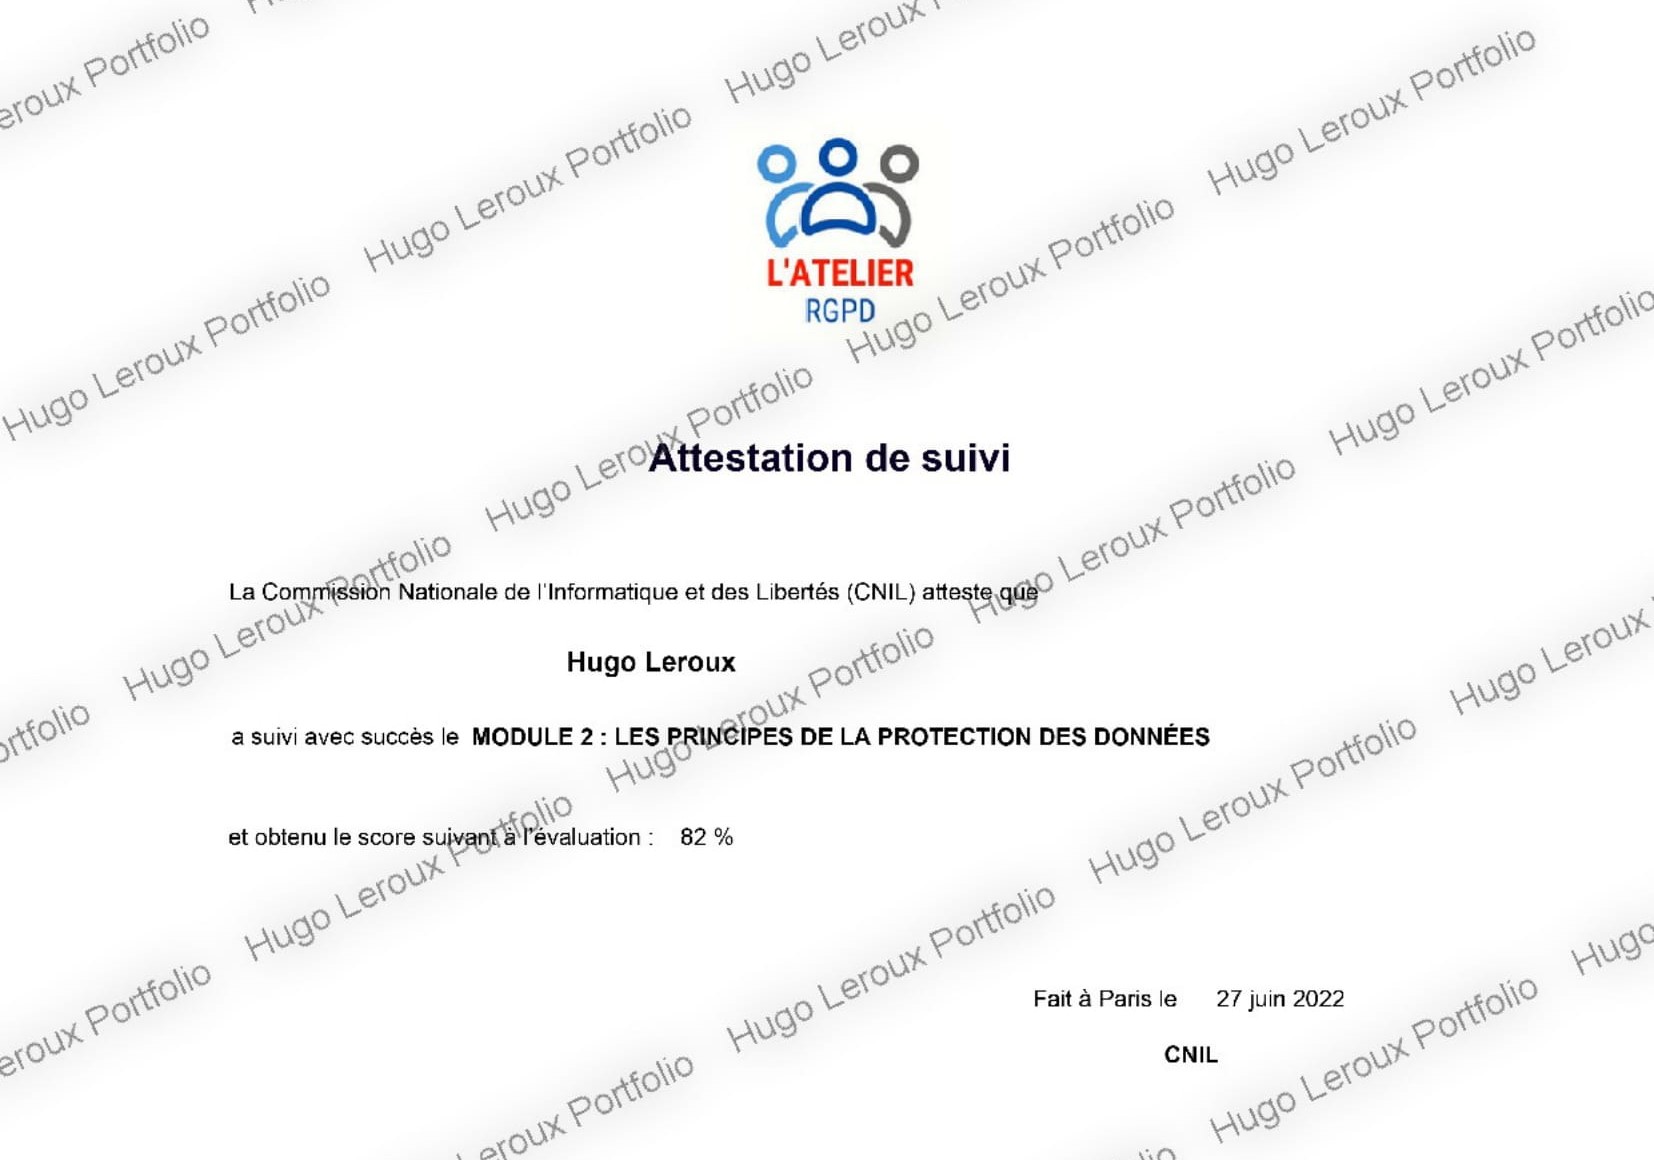 Hugo Leroux Portfolio
L'ATELIER
RGPD
Attestation de suivi
La Commission Nationale de l'Informatique et des Libertés (CNIL) atteste que
Hugo Leroux
a suivi avec succès le MODULE 2 : LES PRINCIPES DE LA PROTECTION DES DONNÉES
et obtenu le score suivant à l'évaluation : 82 %
Fait à Paris le 27 juin 2022
CNIL